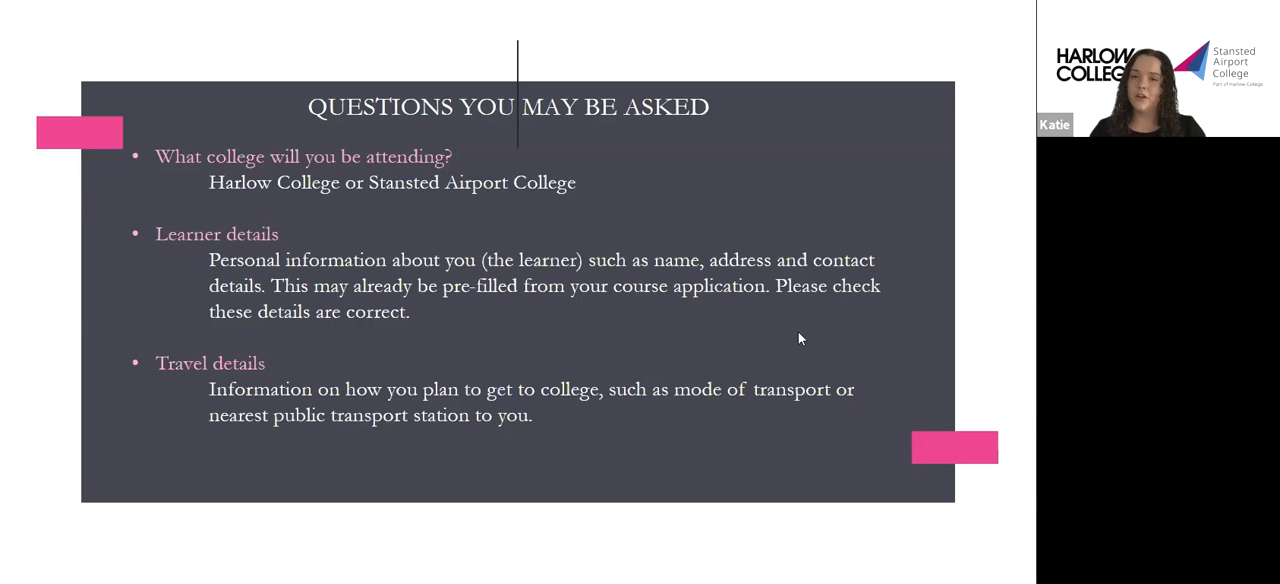 QUESTIONS YOU MAY BE ASKED
• What college will you be attending?
Harlow College or Stansted Airport College
• Learner details
Personal information about you (the learner) such as name, address and contact
details. This may already be pre-filled from your course application. Please check
these details are correct.
• Travel details
Information on how you plan to get to college, such as mode of transport or
nearest public transport station to you.
HARLOW
COLLEG
Stansted
Airport
College
Part of Harlow College
Katie